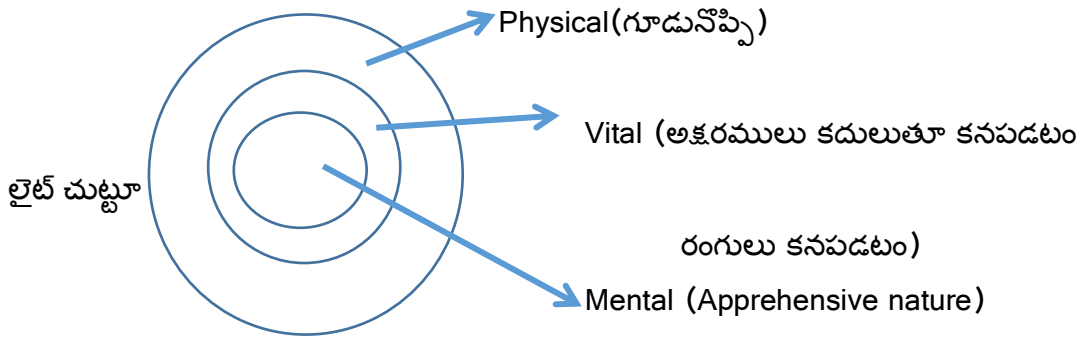 Physical(గూడునొప్పి)
Vital (అక్షరములు కదులుతూ కనపడటం
లైట్ చుట్టూ
రంగులు కనపడటం)
Mental (Apprehensive nature)